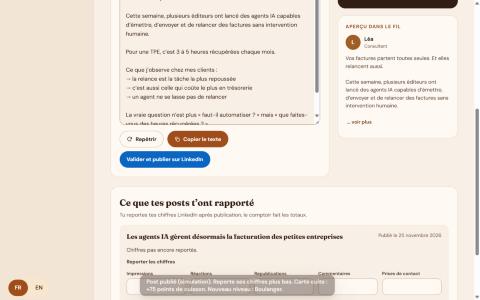 Cette semaine, plusieurs éditeurs ont lancé des agents IA capables
d'émettre, d'envoyer et de relancer des factures sans intervention
humaine.
Pour une TPE, c'est 3 à 5 heures récupérées chaque mois.
Ce que j'observe chez mes clients :
→ la relance est la tâche la plus repoussée
→ c'est aussi celle qui coûte le plus en trésorerie
→ un agent ne se lasse pas de relancer
La vraie question n'est plus « faut-il automatiser ? » mais « que faites-
vous des heures récupérées ? »
Repétrir
Copier le texte
Valider et publier sur LinkedIn
APERÇU DANS LE FIL
L
Léa
Consultant
Vos factures partent toutes seules. Et elles
relancent aussi.
Cette semaine, plusieurs éditeurs ont
lancé des agents IA capables d'émettre,
d'envoyer et de relancer des factures sans
intervention humaine.
... voir plus
Ce que tes posts t'ont rapporté
Tu reportes tes chiffres LinkedIn après publication, le comptoir fait les totaux.
Les agents IA gèrent désormais la facturation des petites entreprises
Publié le 25 novembre 2026
Chiffres pas encore reportés.
Reporter les chiffres
Impressions
Réactions
Republications
Commentaires
Prises de contact
Post publié (simulation). Reporte ses chiffres plus bas. Carte cuite :
+75 points de cuisson. Nouveau niveau : Boulanger.
FR
EN